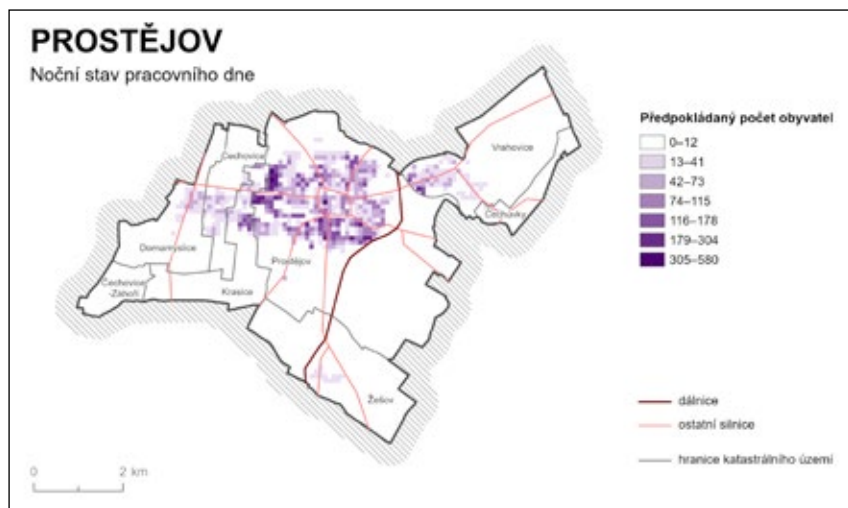 PROSTĚJOV
Noční stav pracovního dne
Předpokládaný počet obyvatel
0–12
13–41
42–73
74–115
116–178
179–304
305–580
Vrahovice
Čechovice
Čechůvky
Domamyslice
Prostějov
Čechovice
-Záhoří
Krasice
Žešov
dálnice
ostatní silnice
hranice katastrálního území
0
2 km